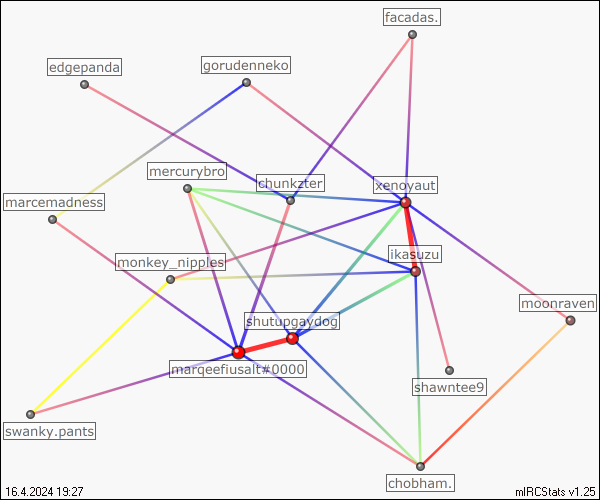 facadas.
edgepanda
gorudenneko
mercurybro
chunkzter
xenoyaut
marcemadness
ikasuzu
monkey_nipples
moonraven
shutupgaydog
marqeefiusalt#0000
shawntee9
swanky.pants
chobham.
16.4.2024 19:27
mIRCStats v1.25